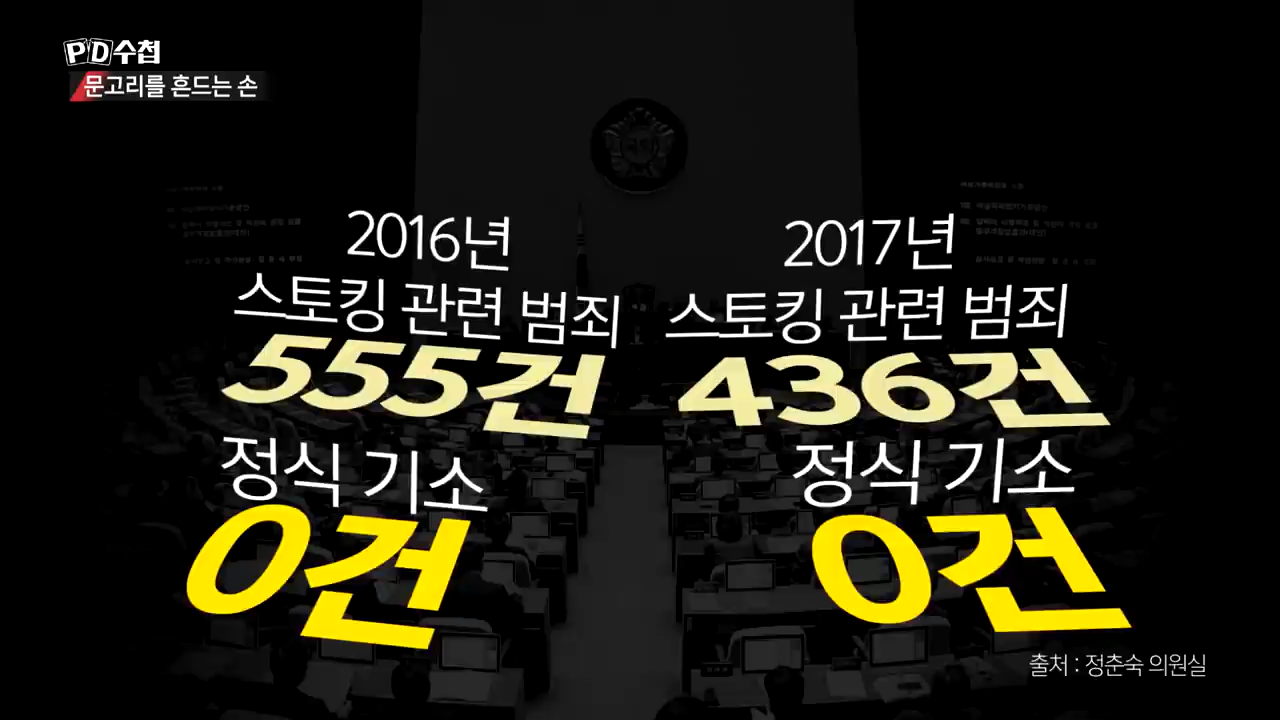 PD수첩
문고리를 흔드는 손
2016년
스토킹 관련 범죄
555건
정식 기소
0건
2017년
스토킹 관련 범죄
436건
정식 기소
0건
출처 : 정춘숙 의원실